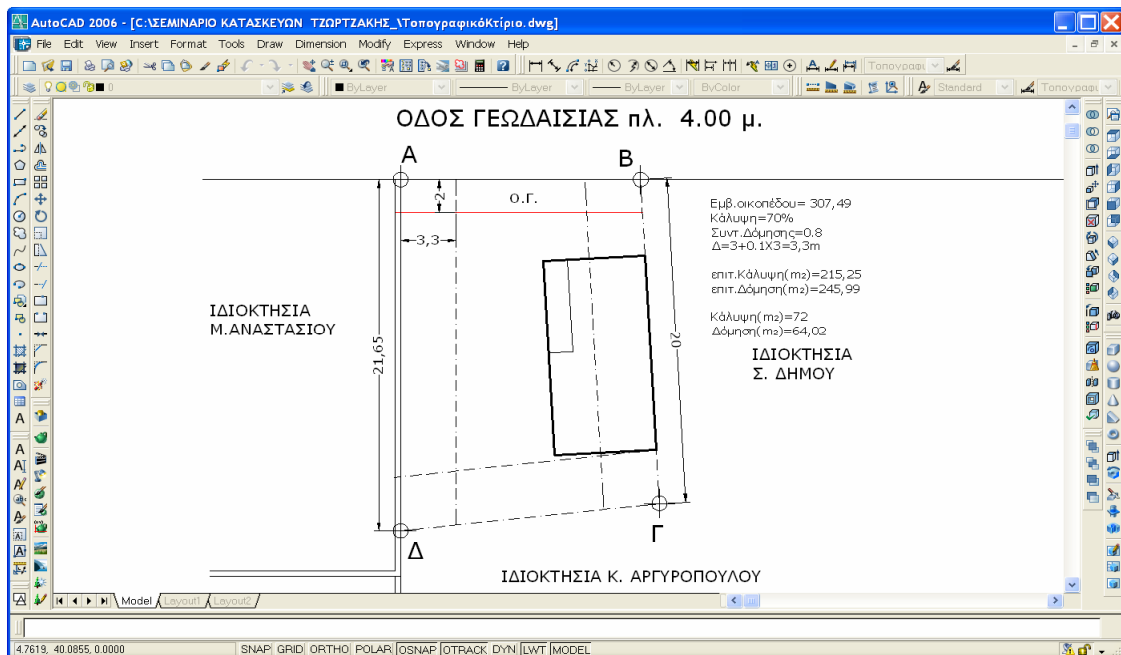 AutoCAD 2006 - [C:\ΣΕΜΙΝΑΡΙΟ ΚΑΤΑΣΚΕΥΩΝ ΤΖΩΡΤΖΑΚΗΣ_\ΤοπογραφικόΚτίριο.dwg]
File Edit View Insert Format Tools Draw Dimension Modify Express Window Help
Τοπογραφι
0 ByLayer ByLayer ByLayer ByColor Standard Τοπογραφι
ΟΔΟΣ ΓΕΩΔΑΙΣΙΑΣ πλ. 4.00 μ.
Α Β
2 Ο.Γ.
3,3
Εμβ.οικοπέδου= 307,49
Κάλυψη=70%
Συντ.Δόμησης=0.8
Δ=3+0.1Χ3=3,3m
επιτ.Κάλυψη(m2)=215,25
επιτ.Δόμηση(m2)=245,99
Κάλυψη(m2)=72
Δόμηση(m2)=64,02
ΙΔΙΟΚΤΗΣΙΑ
Μ.ΑΝΑΣΤΑΣΙΟΥ
21,65
20
ΙΔΙΟΚΤΗΣΙΑ
Σ. ΔΗΜΟΥ
Δ Γ
ΙΔΙΟΚΤΗΣΙΑ Κ. ΑΡΓΥΡΟΠΟΥΛΟΥ
Model Layout1 Layout2
4.7619, 40.0855, 0.0000 SNAP GRID ORTHO POLAR OSNAP OTRACK DYN LWT MODEL